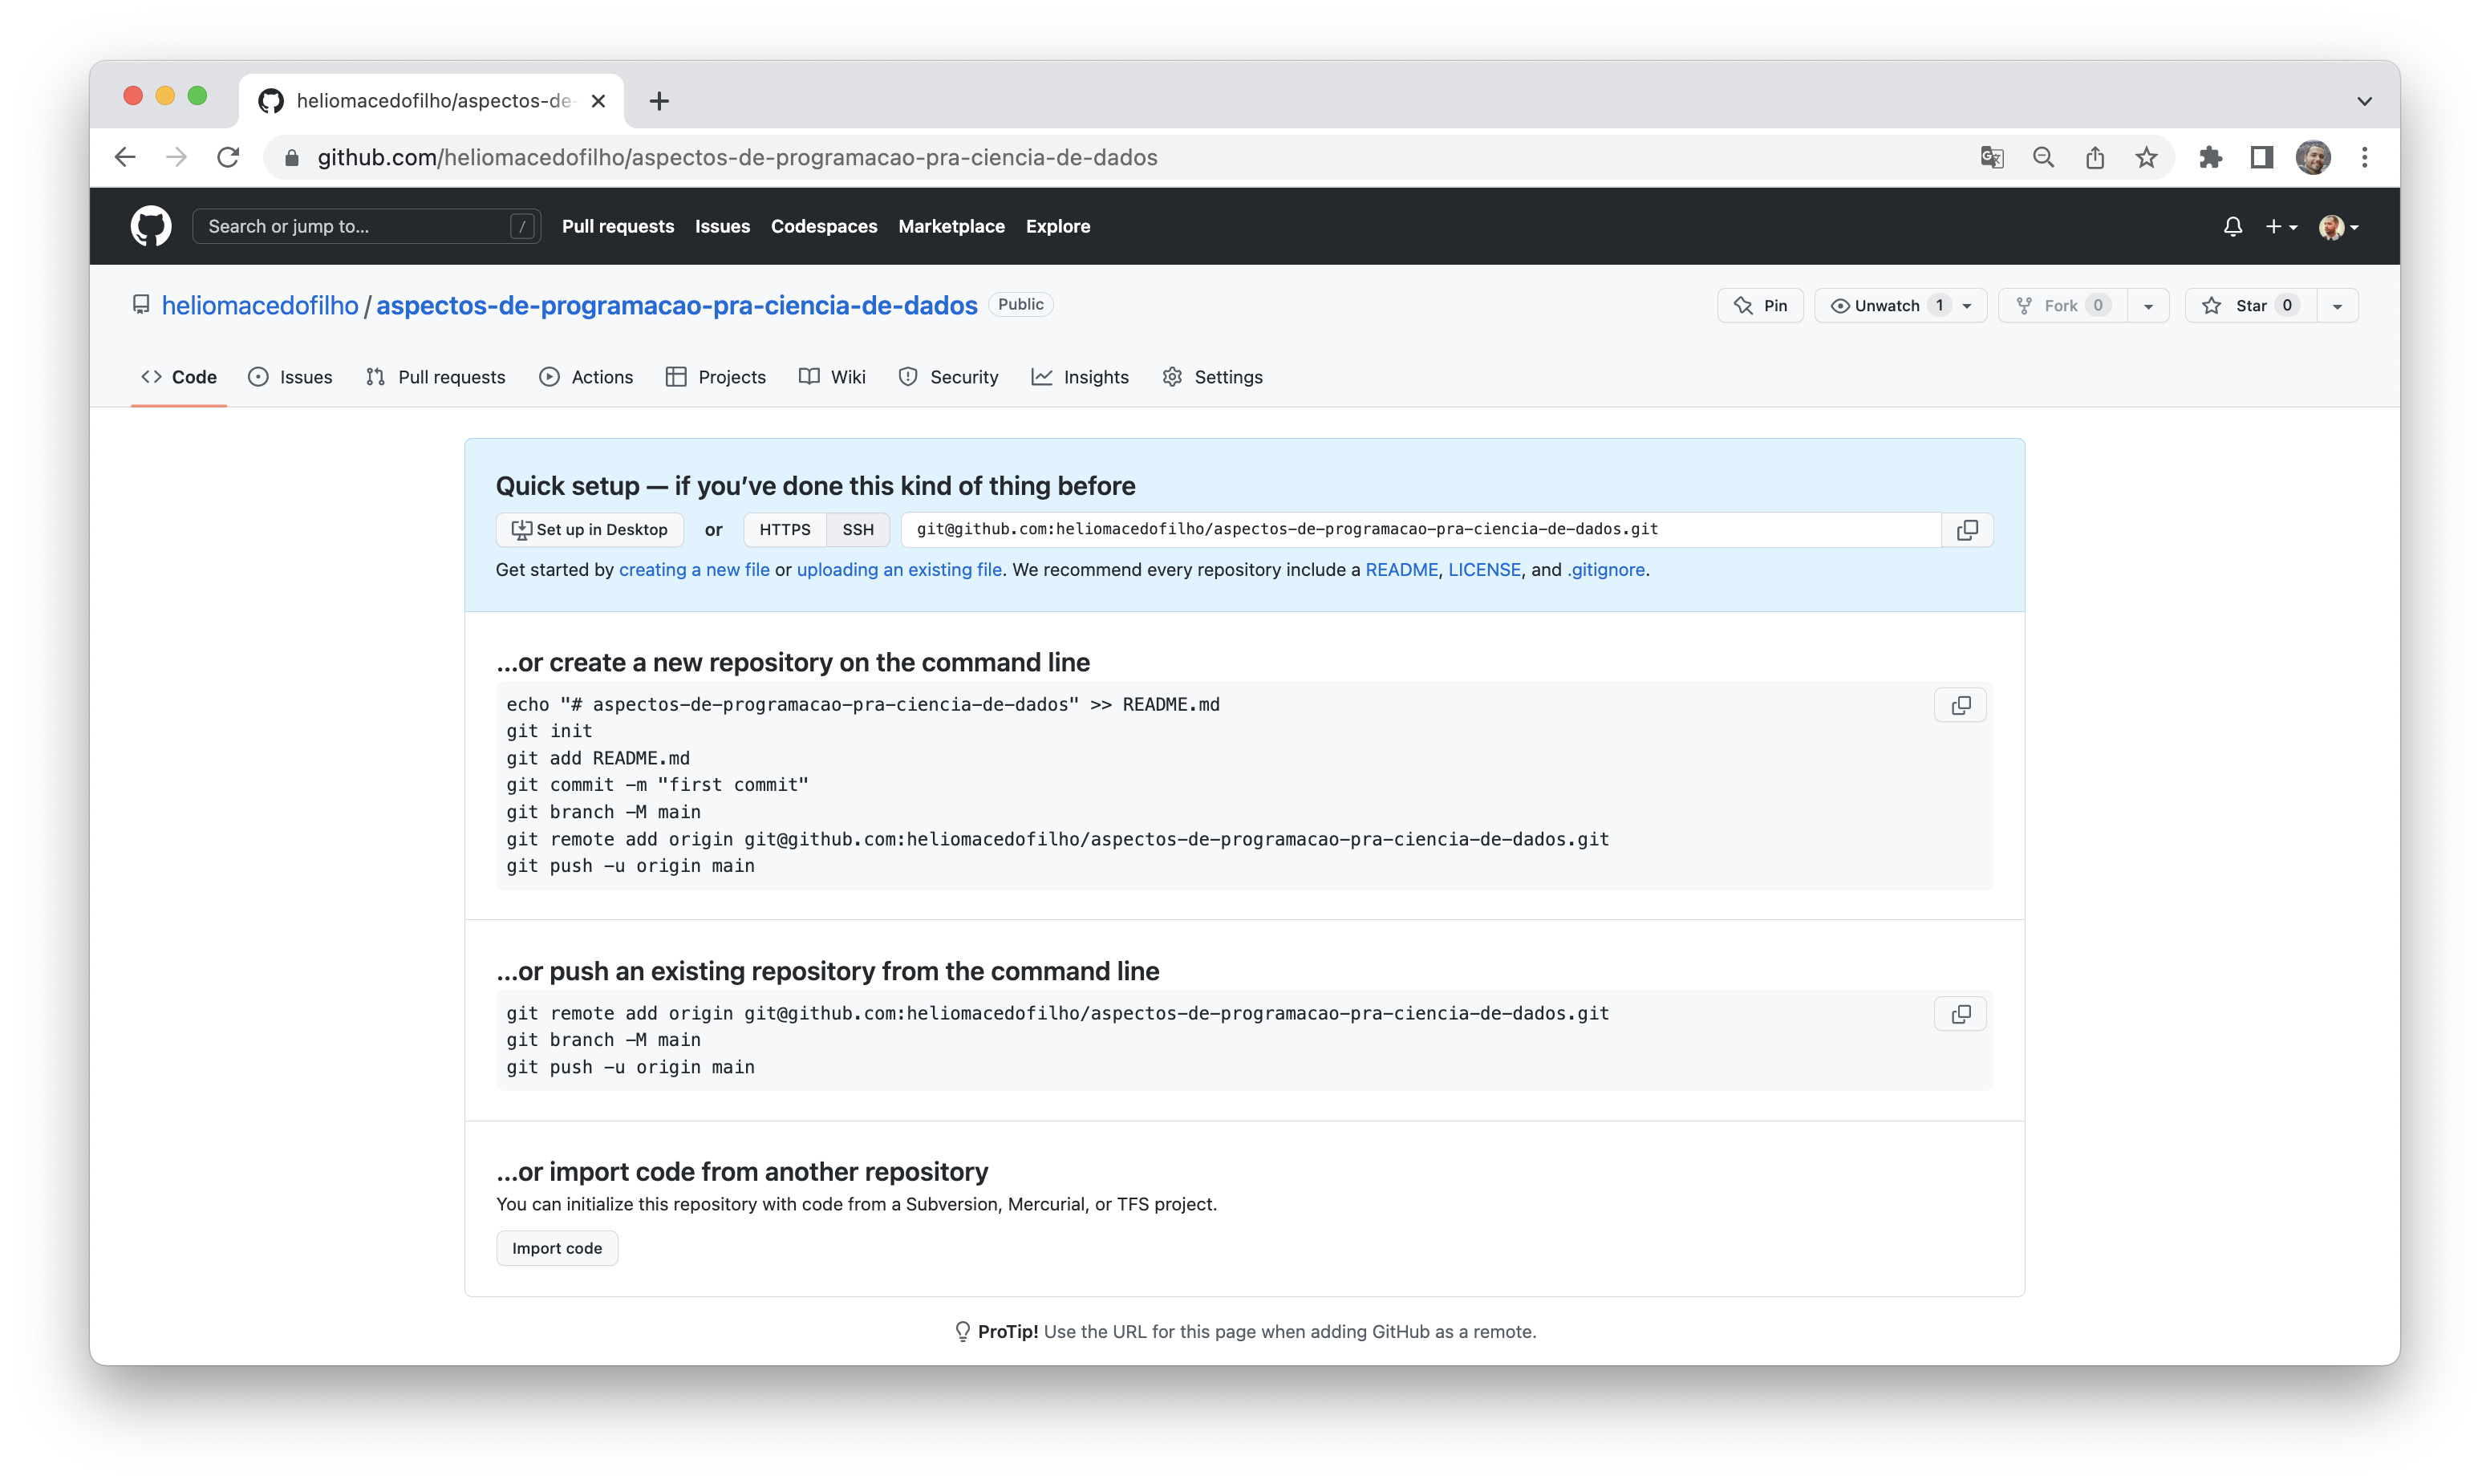 heliomacedofilho/aspectos-de-
github.com/heliomacedofilho/aspectos-de-programacao-pra-ciencia-de-dados
Search or jump to... / Pull requests Issues Codespaces Marketplace Explore
heliomacedofilho / aspectos-de-programacao-pra-ciencia-de-dados Public Pin Unwatch 1 Fork 0 Star 0
Code Issues Pull requests Actions Projects Wiki Security Insights Settings
Quick setup — if you’ve done this kind of thing before
Set up in Desktop or HTTPS SSH git@github.com:heliomacedofilho/aspectos-de-programacao-pra-ciencia-de-dados.git
Get started by creating a new file or uploading an existing file. We recommend every repository include a README, LICENSE, and .gitignore.
…or create a new repository on the command line
echo "# aspectos-de-programacao-pra-ciencia-de-dados" >> README.md
git init
git add README.md
git commit -m "first commit"
git branch -M main
git remote add origin git@github.com:heliomacedofilho/aspectos-de-programacao-pra-ciencia-de-dados.git
git push -u origin main
…or push an existing repository from the command line
git remote add origin git@github.com:heliomacedofilho/aspectos-de-programacao-pra-ciencia-de-dados.git
git branch -M main
git push -u origin main
…or import code from another repository
You can initialize this repository with code from a Subversion, Mercurial, or TFS project.
Import code
ProTip! Use the URL for this page when adding GitHub as a remote.